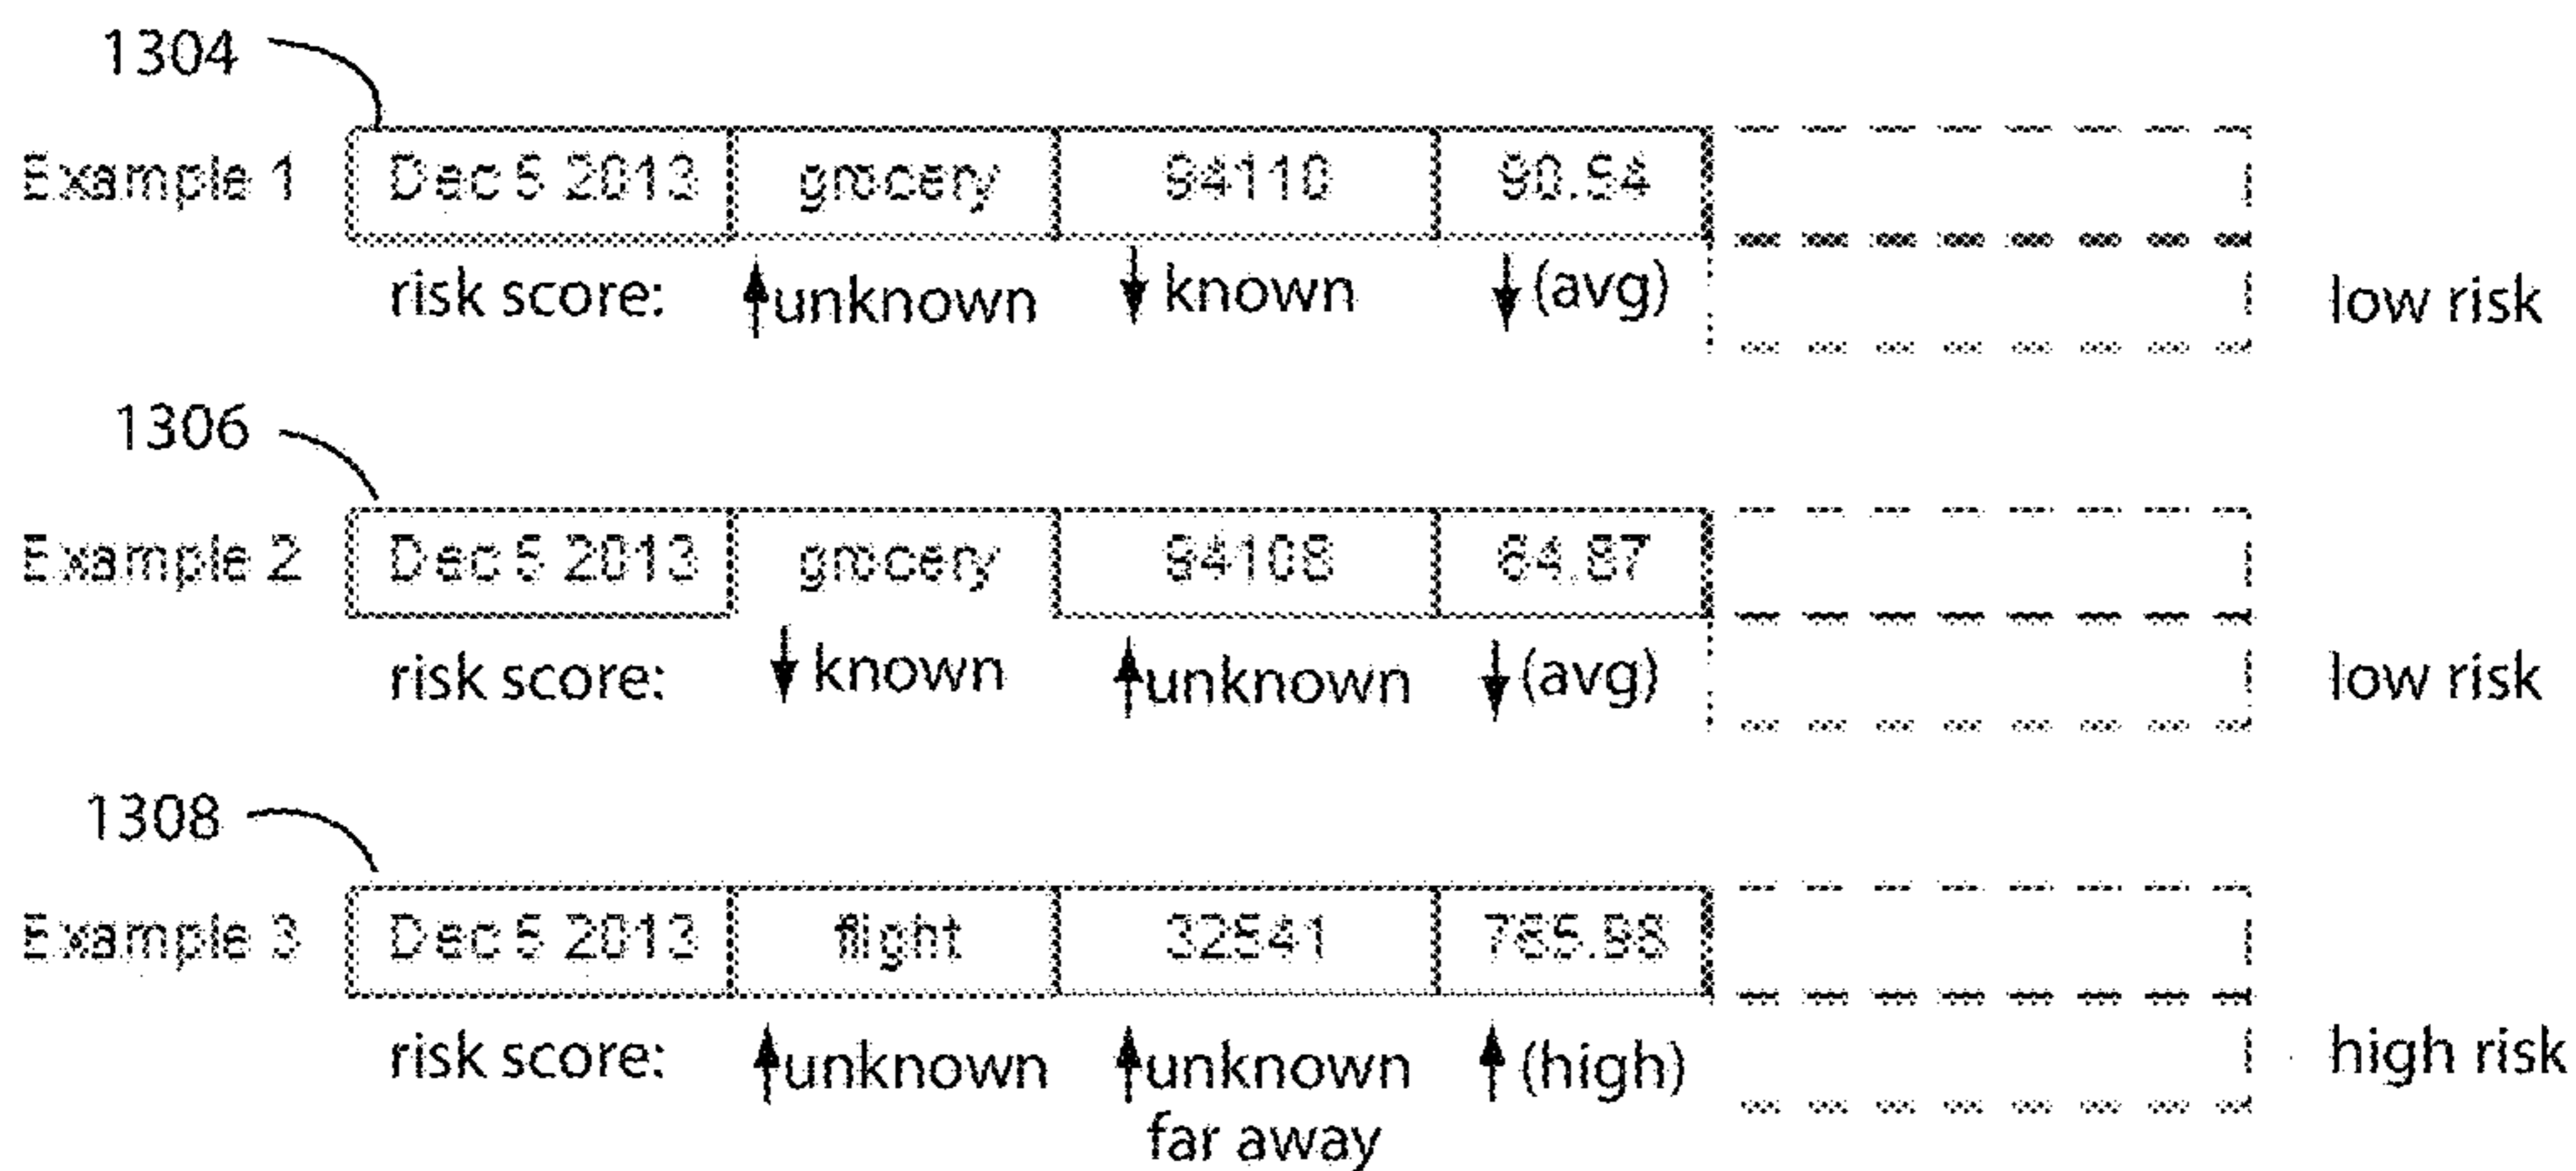 1304
Example 1 Dec 5 2013 grocery 94110 90.54
risk score: unknown known (avg) low risk
1306
Example 2 Dec 5 2013 grocery 94108 64.87
risk score: known unknown (avg) low risk
1308
Example 3 Dec 5 2013 flight 32541 765.98
risk score: unknown unknown (high) high risk
far away